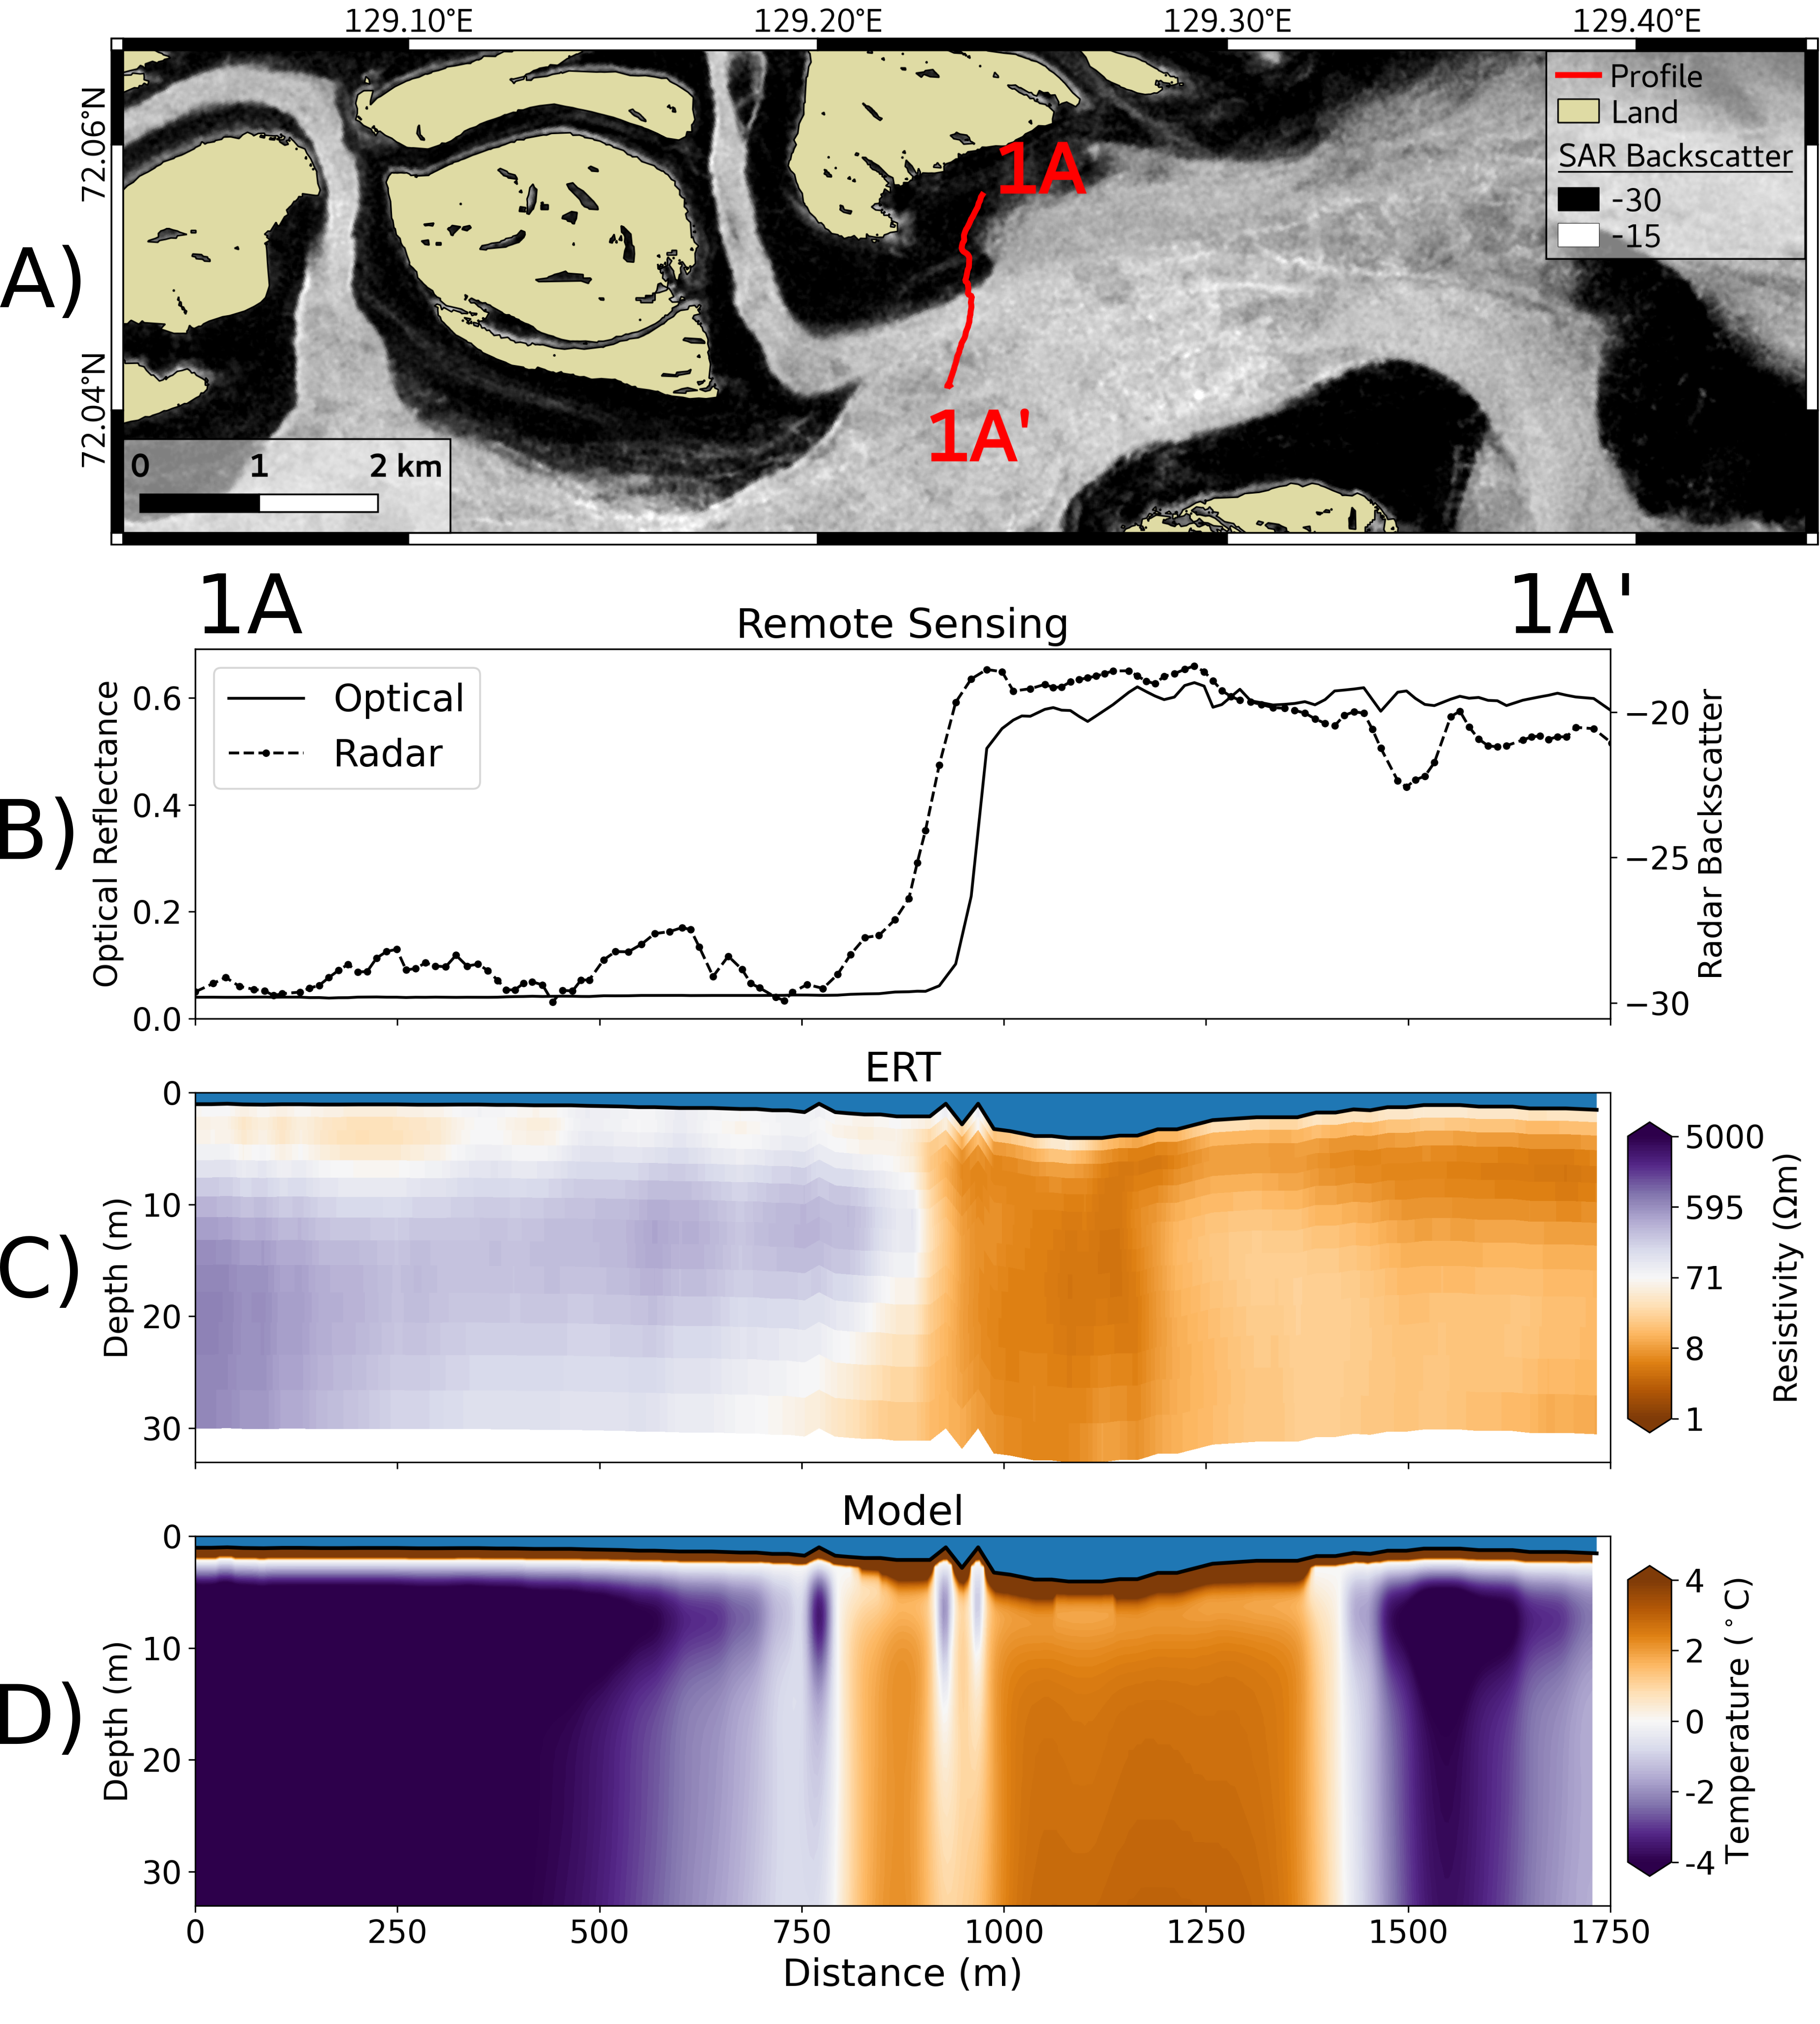 129.10°E 129.20°E 129.30°E 129.40°E
A)
72.06°N
72.04°N
1A
1A'
Profile
Land
SAR Backscatter
-30
-15
0 1 2 km
1A 1A'
Remote Sensing
B)
Optical Reflectance
0.6
0.4
0.2
0.0
Optical
Radar
−20
−25
−30
Radar Backscatter
ERT
C)
Depth (m)
0
10
20
30
5000
595
71
8
1
Resistivity (Ωm)
Model
D)
Depth (m)
0
10
20
30
4
2
0
-2
-4
Temperature (°C)
0 250 500 750 1000 1250 1500 1750
Distance (m)